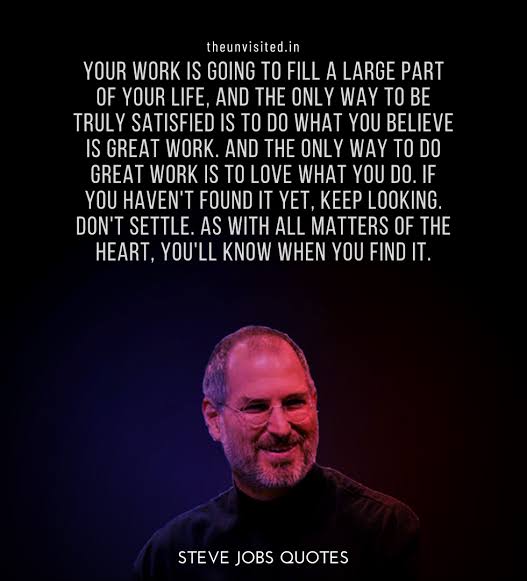 theunvisited.in
YOUR WORK IS GOING TO FILL A LARGE PART
OF YOUR LIFE, AND THE ONLY WAY TO BE
TRULY SATISFIED IS TO DO WHAT YOU BELIEVE
IS GREAT WORK. AND THE ONLY WAY TO DO
GREAT WORK IS TO LOVE WHAT YOU DO. IF
YOU HAVEN'T FOUND IT YET, KEEP LOOKING.
DON'T SETTLE. AS WITH ALL MATTERS OF THE
HEART, YOU'LL KNOW WHEN YOU FIND IT.
STEVE JOBS QUOTES